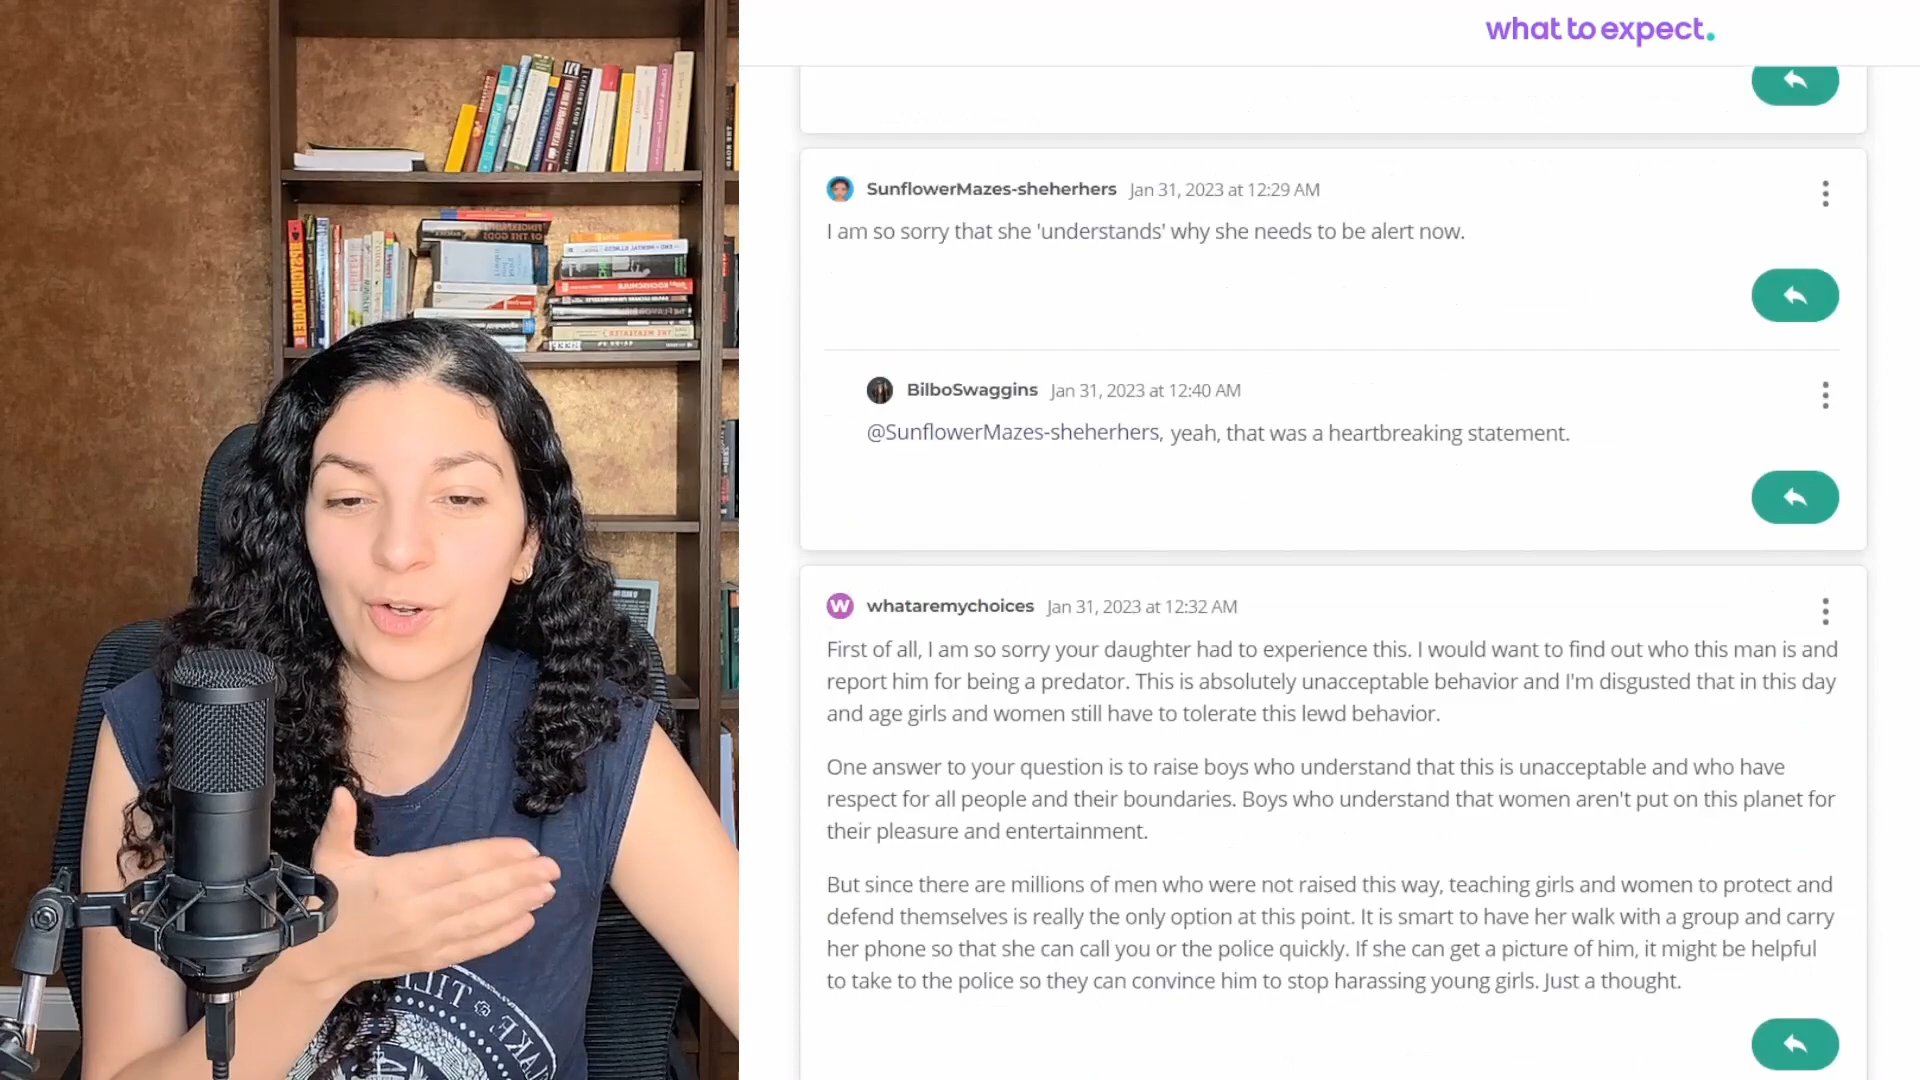 what to expect.
SunflowerMazes-sheherhers Jan 31, 2023 at 12:29 AM
I am so sorry that she 'understands' why she needs to be alert now.
BilboSwaggins Jan 31, 2023 at 12:40 AM
@SunflowerMazes-sheherhers, yeah, that was a heartbreaking statement.
W whataremychoices Jan 31, 2023 at 12:32 AM
First of all, I am so sorry your daughter had to experience this. I would want to find out who this man is and
report him for being a predator. This is absolutely unacceptable behavior and I'm disgusted that in this day
and age girls and women still have to tolerate this lewd behavior.
One answer to your question is to raise boys who understand that this is unacceptable and who have
respect for all people and their boundaries. Boys who understand that women aren't put on this planet for
their pleasure and entertainment.
But since there are millions of men who were not raised this way, teaching girls and women to protect and
defend themselves is really the only option at this point. It is smart to have her walk with a group and carry
her phone so that she can call you or the police quickly. If she can get a picture of him, it might be helpful
to take to the police so they can convince him to stop harassing young girls. Just a thought.
FINGERPRINTS
OF THE GODS
KOCHSCHULE
THE MEATEATER